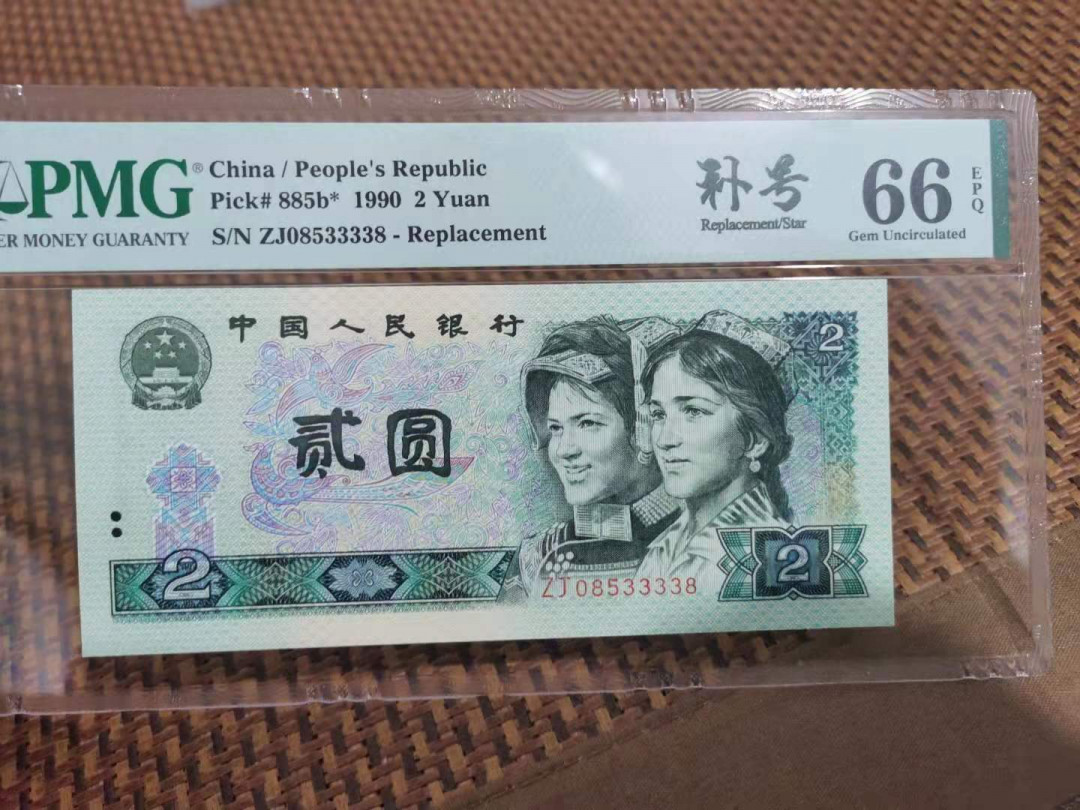 PMG® China / People's Republic
Pick# 885b* 1990 2 Yuan
ER MONEY GUARANTY
S/N ZJ08533338 - Replacement
补号
Replacement/Star
66
EPQ
Gem Uncirculated
中国人民银行
2
贰圆
2
2
ZJ08533338